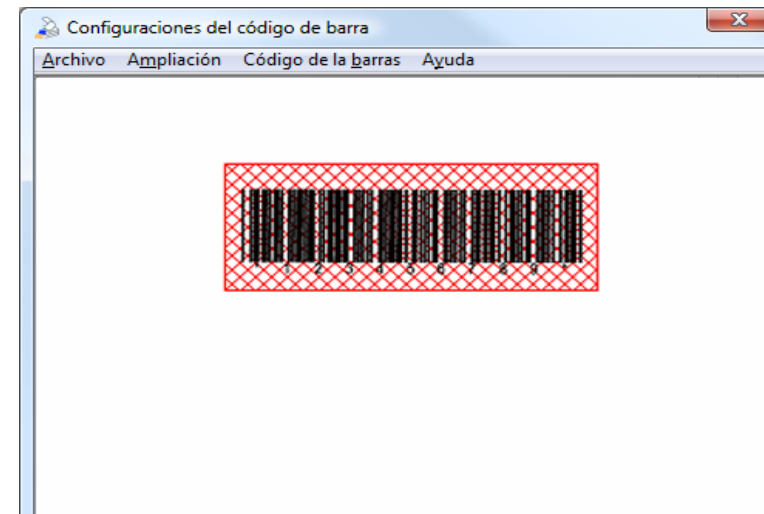 Configuraciones del código de barra
Archivo Ampliación Código de la barras Ayuda
* 1 2 3 4 5 6 7 8 9 *